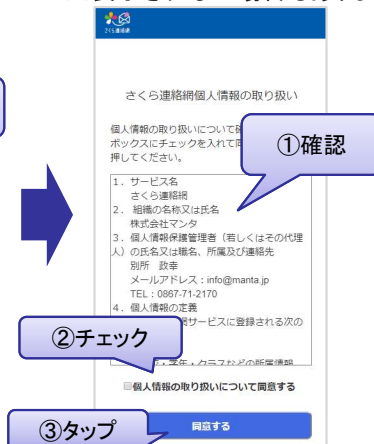 さくら連絡網
さくら連絡網個人情報の取り扱い
個人情報の取り扱いについて
ボックスにチェックを入れて
押してください。
①確認
1. サービス名
さくら連絡網
2. 組織の名称又は氏名
株式会社マンタ
3. 個人情報保護管理者(若しくはその代理
人)の氏名又は職名、所属及び連絡先
別所 政幸
メールアドレス:info@manta.jp
TEL:0867-71-2170
4. 個人情報の定義
サービスに登録される次の
②チェック
・学年・クラスなどの所属情報
個人情報の取り扱いについて同意する
③タップ
同意する